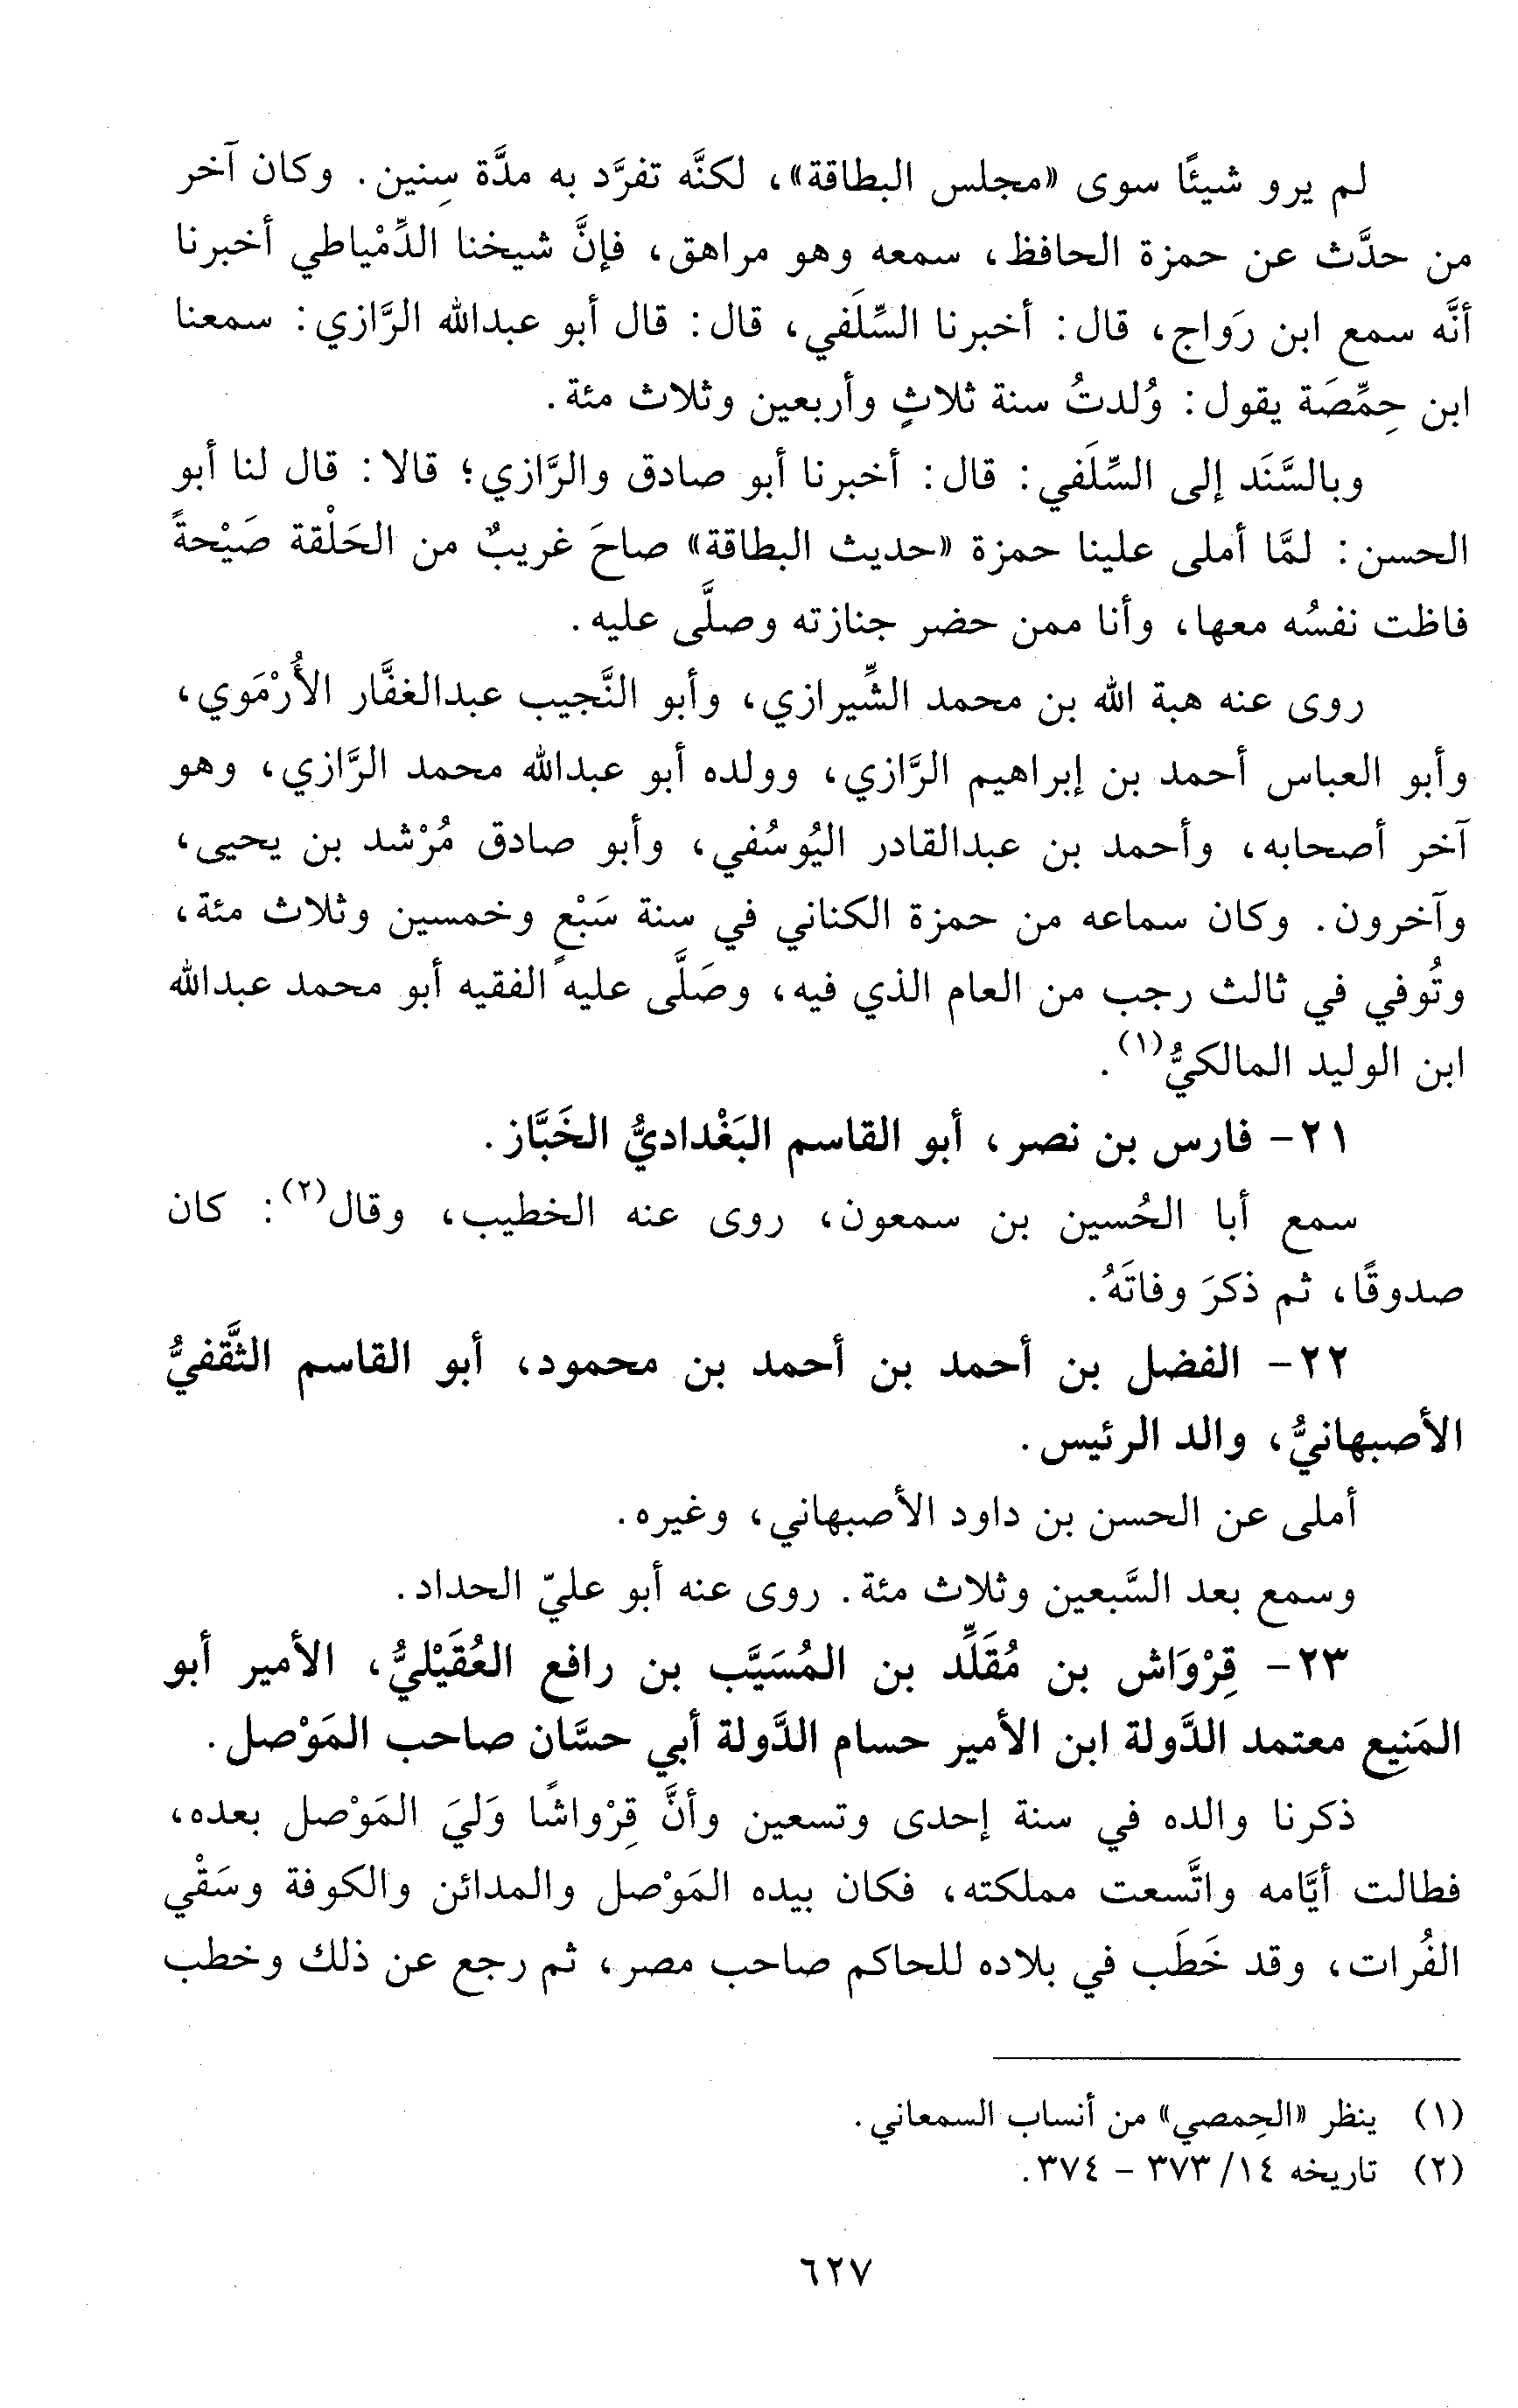 لم يرو شيئًا سوى «مجلس البطاقة»، لكنَّه تفرَّد به مدَّة سِنين. وكان آخر
من حدَّث عن حمزة الحافظ، سمعه وهو مراهق، فإنَّ شيخنا الدِّمْياطي أخبرنا
أنَّه سمع ابن رَواج، قال: أخبرنا السِّلَفي، قال: قال أبو عبدالله الرَّازي: سمعنا
ابن حِمِّصَة يقول: وُلدتُ سنة ثلاثٍ وأربعين وثلاث مئة.
وبالسَّنَد إلى السِّلَفي: قال: أخبرنا أبو صادق والرَّازي؛ قالا: قال لنا أبو
الحسن: لمَّا أملى علينا حمزة «حديث البطاقة» صاحَ غريبٌ من الحَلْقة صَيْحةً
فاظت نفسُه معها، وأنا ممن حضر جنازته وصلَّى عليه.
روى عنه هبة الله بن محمد الشِّيرازي، وأبو النَّجيب عبدالغفَّار الأُرْمَوي،
وأبو العباس أحمد بن إبراهيم الرَّازي، وولده أبو عبدالله محمد الرَّازي، وهو
آخر أصحابه، وأحمد بن عبدالقادر اليُوسُفي، وأبو صادق مُرْشد بن يحيى،
وآخرون. وكان سماعه من حمزة الكناني في سنة سَبْعٍ وخمسين وثلاث مئة،
وتُوفي في ثالث رجب من العام الذي فيه، وصَلَّى عليه الفقيه أبو محمد عبدالله
ابن الوليد المالكيُّ(١).
٢١- فارس بن نصر، أبو القاسم البَغْداديُّ الخَبَّاز.
سمع أبا الحُسين بن سمعون، روى عنه الخطيب، وقال(٢): كان
صدوقًا، ثم ذكرَ وفاتَهُ.
٢٢- الفضل بن أحمد بن أحمد بن محمود، أبو القاسم الثَّقفيُّ
الأصبهانيُّ، والد الرئيس.
أملى عن الحسن بن داود الأصبهاني، وغيره.
وسمع بعد السَّبعين وثلاث مئة. روى عنه أبو عليّ الحداد.
٢٣- قِرْوَاش بن مُقَلِّد بن المُسَيَّب بن رافع العُقَيْليُّ، الأمير أبو
المَنِيع معتمد الدَّولة ابن الأمير حسام الدَّولة أبي حسَّان صاحب المَوْصل.
ذكرنا والده في سنة إحدى وتسعين وأنَّ قِرْواشًا وَليَ المَوْصل بعده،
فطالت أيَّامه واتَّسعت مملكته، فكان بيده المَوْصل والمدائن والكوفة وسَقْي
الفُرات، وقد خَطَب في بلاده للحاكم صاحب مصر، ثم رجع عن ذلك وخطب
(١) ينظر «الحِمصي» من أنساب السمعاني.
(٢) تاريخه ١٤/ ٣٧٣ - ٣٧٤.
٦٢٧